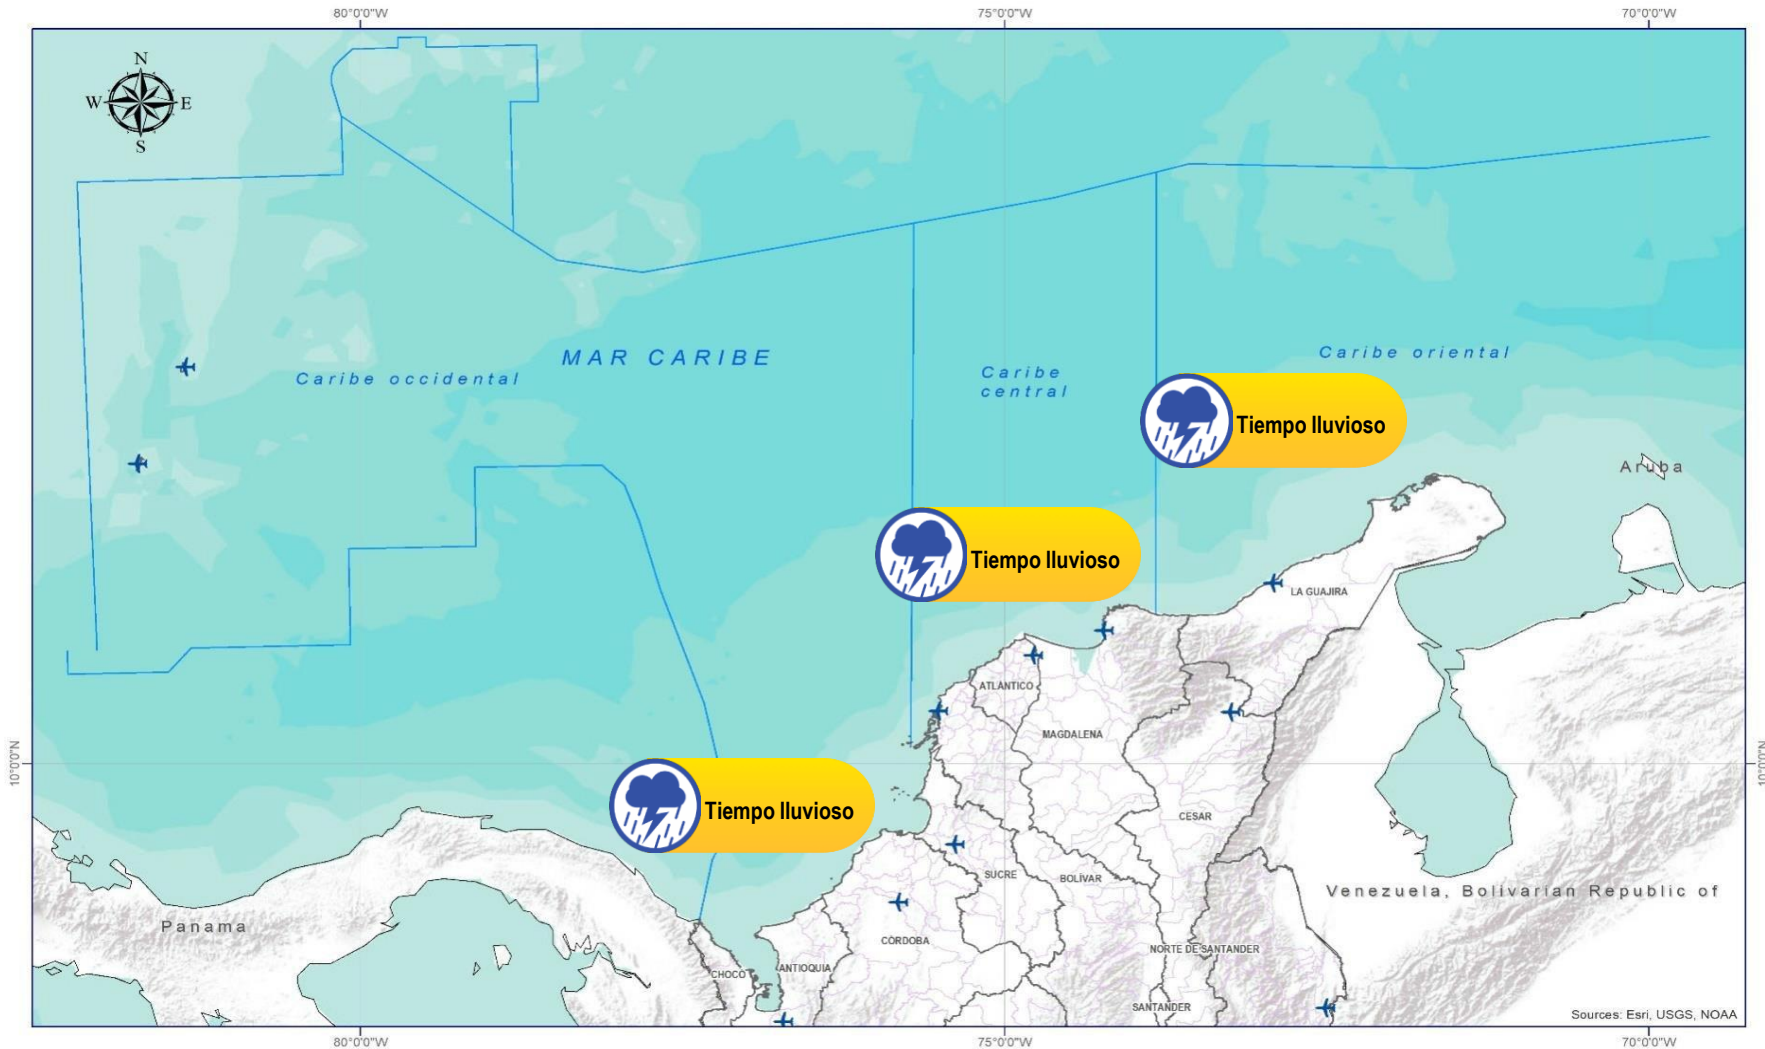 80°0'0"W
75°0'0"W
70°0'0"W
N
W
E
S
MAR CARIBE
Caribe occidental
Caribe
central
Caribe oriental
Tiempo lluvioso
Aruba
Tiempo lluvioso
LA GUAJIRA
ATLANTICO
MAGDALENA
10°0'0"N
10°0'0"N
Tiempo lluvioso
CESAR
SUCRE
BOLÍVAR
Venezuela, Bolivarian Republic of
Panama
CÓRDOBA
NORTE DE SANTANDER
CHOCO
ANTIOQUIA
SANTANDER
Sources: Esri, USGS, NOAA
80°0'0"W
75°0'0"W
70°0'0"W